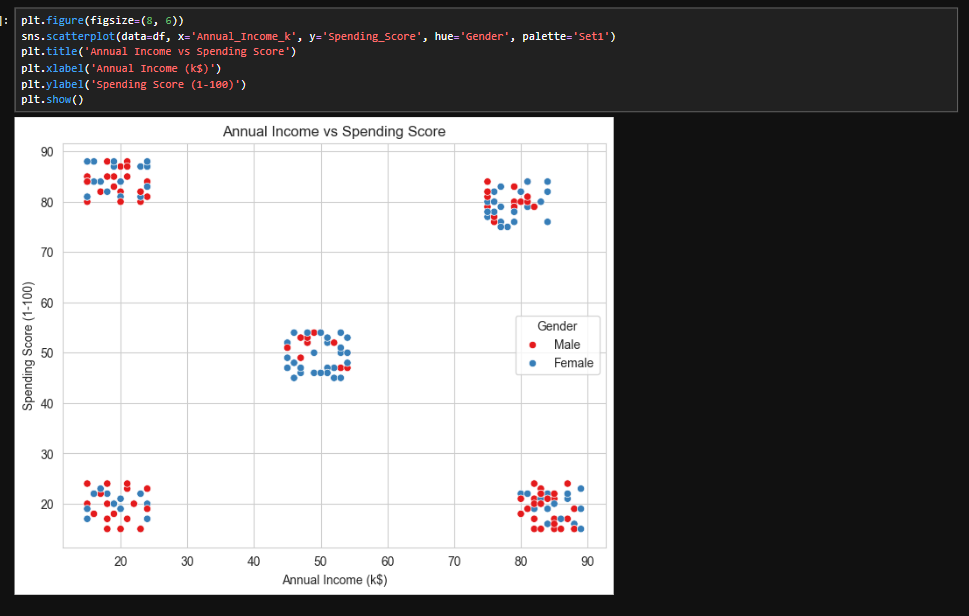 ]:
plt.figure(figsize=(8, 6))
sns.scatterplot(data=df, x='Annual_Income_k', y='Spending_Score', hue='Gender', palette='Set1')
plt.title('Annual Income vs Spending Score')
plt.xlabel('Annual Income (k$)')
plt.ylabel('Spending Score (1-100)')
plt.show()
Annual Income vs Spending Score
90
80
70
60
50
40
30
20
Spending Score (1-100)
Gender
Male
Female
20 30 40 50 60 70 80 90
Annual Income (k$)